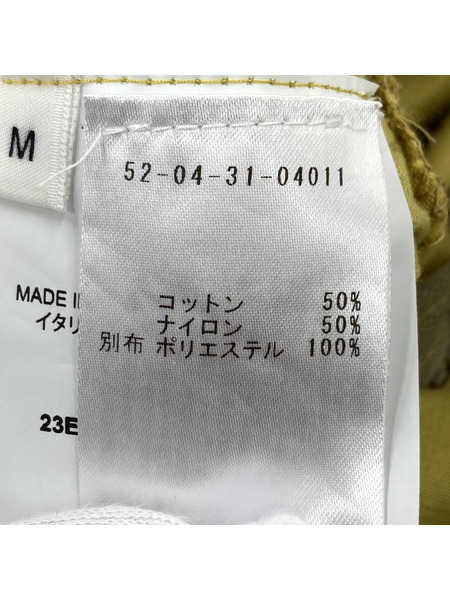 M
52-04-31-04011
MADE I
イタリ
コットン 50%
ナイロン 50%
別布 ポリエステル 100%
23E